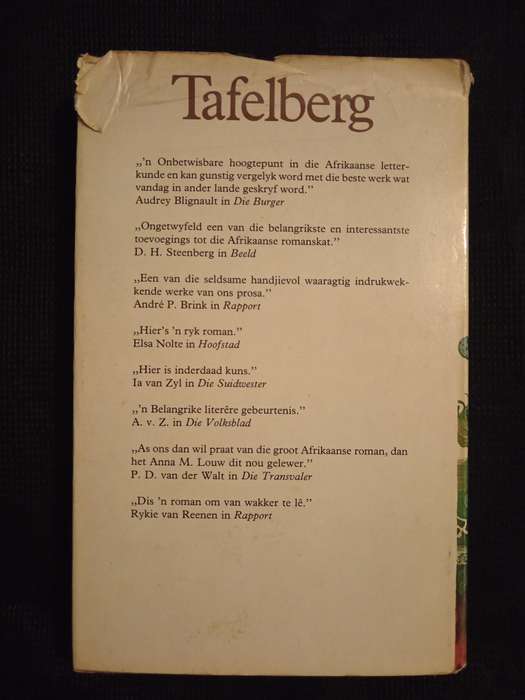 Tafelberg
„'n Onbetwisbare hoogtepunt in die Afrikaanse letter-
kunde en kan gunstig vergelyk word met die beste werk wat
vandag in ander lande geskryf word.”
Audrey Blignault in Die Burger
„Ongetwyfeld een van die belangrikste en interessantste
toevoegings tot die Afrikaanse romanskat.”
D. H. Steenberg in Beeld
„Een van die seldsame handjievol waaragtig indrukwek-
kende werke van ons prosa.”
André P. Brink in Rapport
„Hier's 'n ryk roman.”
Elsa Nolte in Hoofstad
„Hier is inderdaad kuns.”
Ia van Zyl in Die Suidwester
„'n Belangrike literêre gebeurtenis.”
A. v. Z. in Die Volksblad
„As ons dan wil praat van die groot Afrikaanse roman, dan
het Anna M. Louw dit nou gelewer.”
P. D. van der Walt in Die Transvaler
„Dis 'n roman om van wakker te lê.”
Rykie van Reenen in Rapport